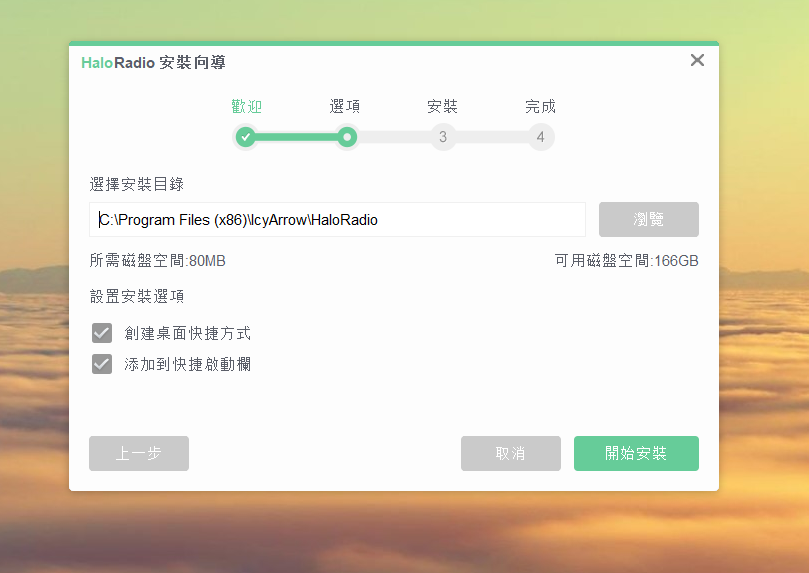 HaloRadio 安裝向導
歡迎 選項 安裝 完成
3 4
選擇安裝目錄
C:\Program Files (x86)\IcyArrow\HaloRadio 瀏覽
所需磁盤空間:80MB 可用磁盤空間:166GB
設置安裝選項
創建桌面快捷方式
添加到快捷啟動欄
上一步 取消 開始安裝